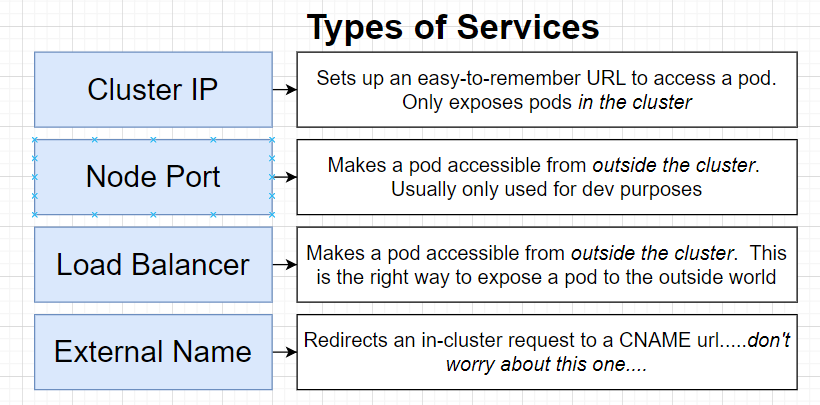 Types of Services
Cluster IP
Sets up an easy-to-remember URL to access a pod.
Only exposes pods in the cluster
Node Port
Makes a pod accessible from outside the cluster.
Usually only used for dev purposes
Load Balancer
Makes a pod accessible from outside the cluster.  This
is the right way to expose a pod to the outside world
External Name
Redirects an in-cluster request to a CNAME url.....don't
worry about this one....